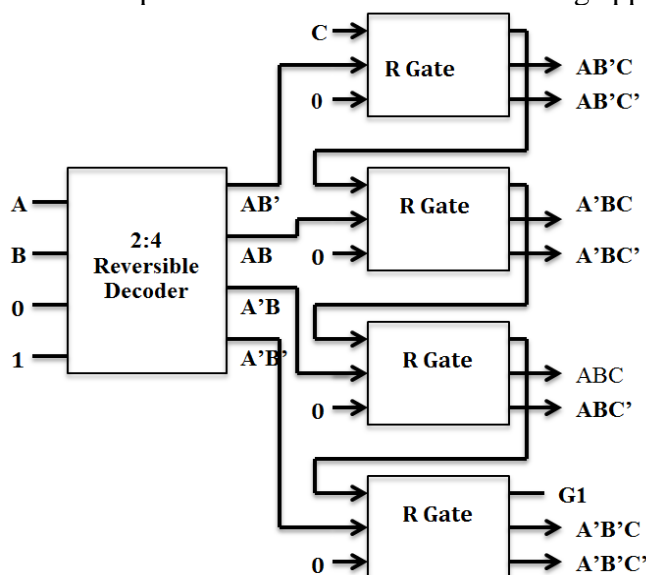 C
R Gate
AB'C
0
AB'C'
A
B
0
1
2:4
Reversible
Decoder
AB'
AB
A'B
A'B'
R Gate
0
A'BC
A'BC'
R Gate
0
ABC
ABC'
R Gate
0
G1
A'B'C
A'B'C'